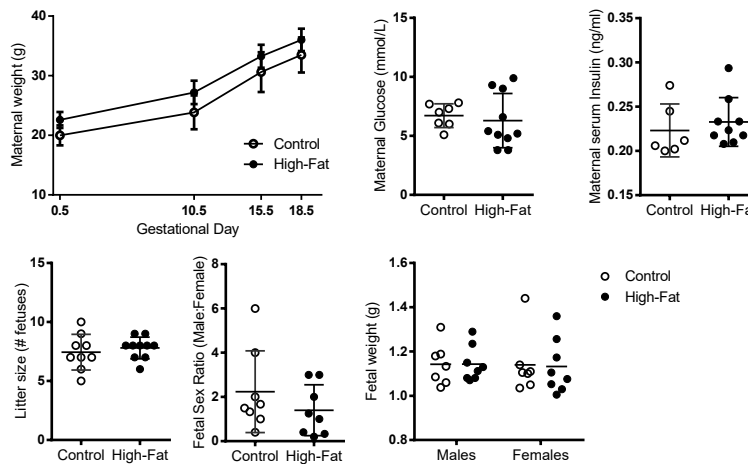 Maternal weight (g)
40
30
20
10
0.5
10.5
15.5
18.5
Gestational Day
Control
High-Fat
Maternal Glucose (mmol/L)
15
10
5
0
Control
High-Fat
Maternal serum Insulin (ng/ml)
0.30
0.25
0.20
0.15
Control
High-Fa
Litter size (# fetuses)
15
10
5
0
Control
High-Fat
Fetal Sex Ratio (Male:Female)
8
6
4
2
0
Control
High-Fat
Fetal weight (g)
1.6
1.4
1.2
1.0
0.8
Males
Females
Control
High-Fat